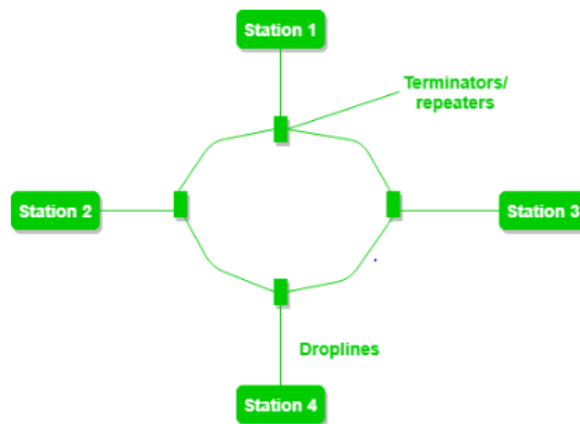 Station 1
Terminators/
repeaters
Station 2
Station 3
Droplines
Station 4